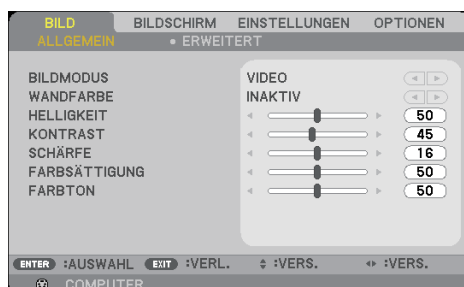 BILD BILDSCHIRM EINSTELLUNGEN OPTIONEN
ALLGEMEIN • ERWEITERT
BILDMODUS VIDEO
WANDFARBE INAKTIV
HELLIGKEIT 50
KONTRAST 45
SCHÄRFE 16
FARBSÄTTIGUNG 50
FARBTON 50
ENTER :AUSWAHL EXIT :VERL. :VERS. :VERS.
COMPUTER